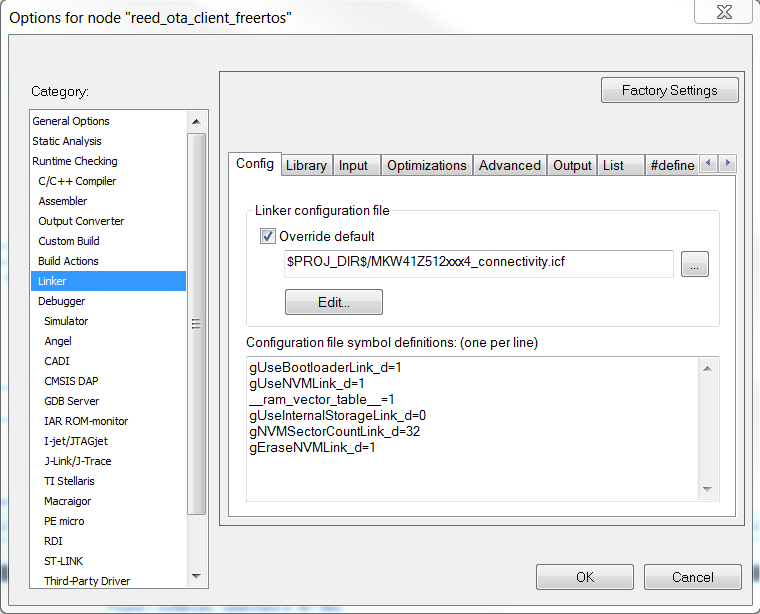 Options for node "reed_ota_client_freertos"
Category:
General Options
Static Analysis
Runtime Checking
C/C++ Compiler
Assembler
Output Converter
Custom Build
Build Actions
Linker
Debugger
Simulator
Angel
CADI
CMSIS DAP
GDB Server
IAR ROM-monitor
I-jet/JTAGjet
J-Link/J-Trace
TI Stellaris
Macraigor
PE micro
RDI
ST-LINK
Third-Party Driver
Factory Settings
Config Library Input Optimizations Advanced Output List #define
Linker configuration file
Override default
$PROJ_DIR$/MKW41Z512xxx4_connectivity.icf
...
Edit...
Configuration file symbol definitions: (one per line)
gUseBootloaderLink_d=1
gUseNVMLink_d=1
__ram_vector_table__=1
gUseInternalStorageLink_d=0
gNVMSectorCountLink_d=32
gEraseNVMLink_d=1
OK Cancel